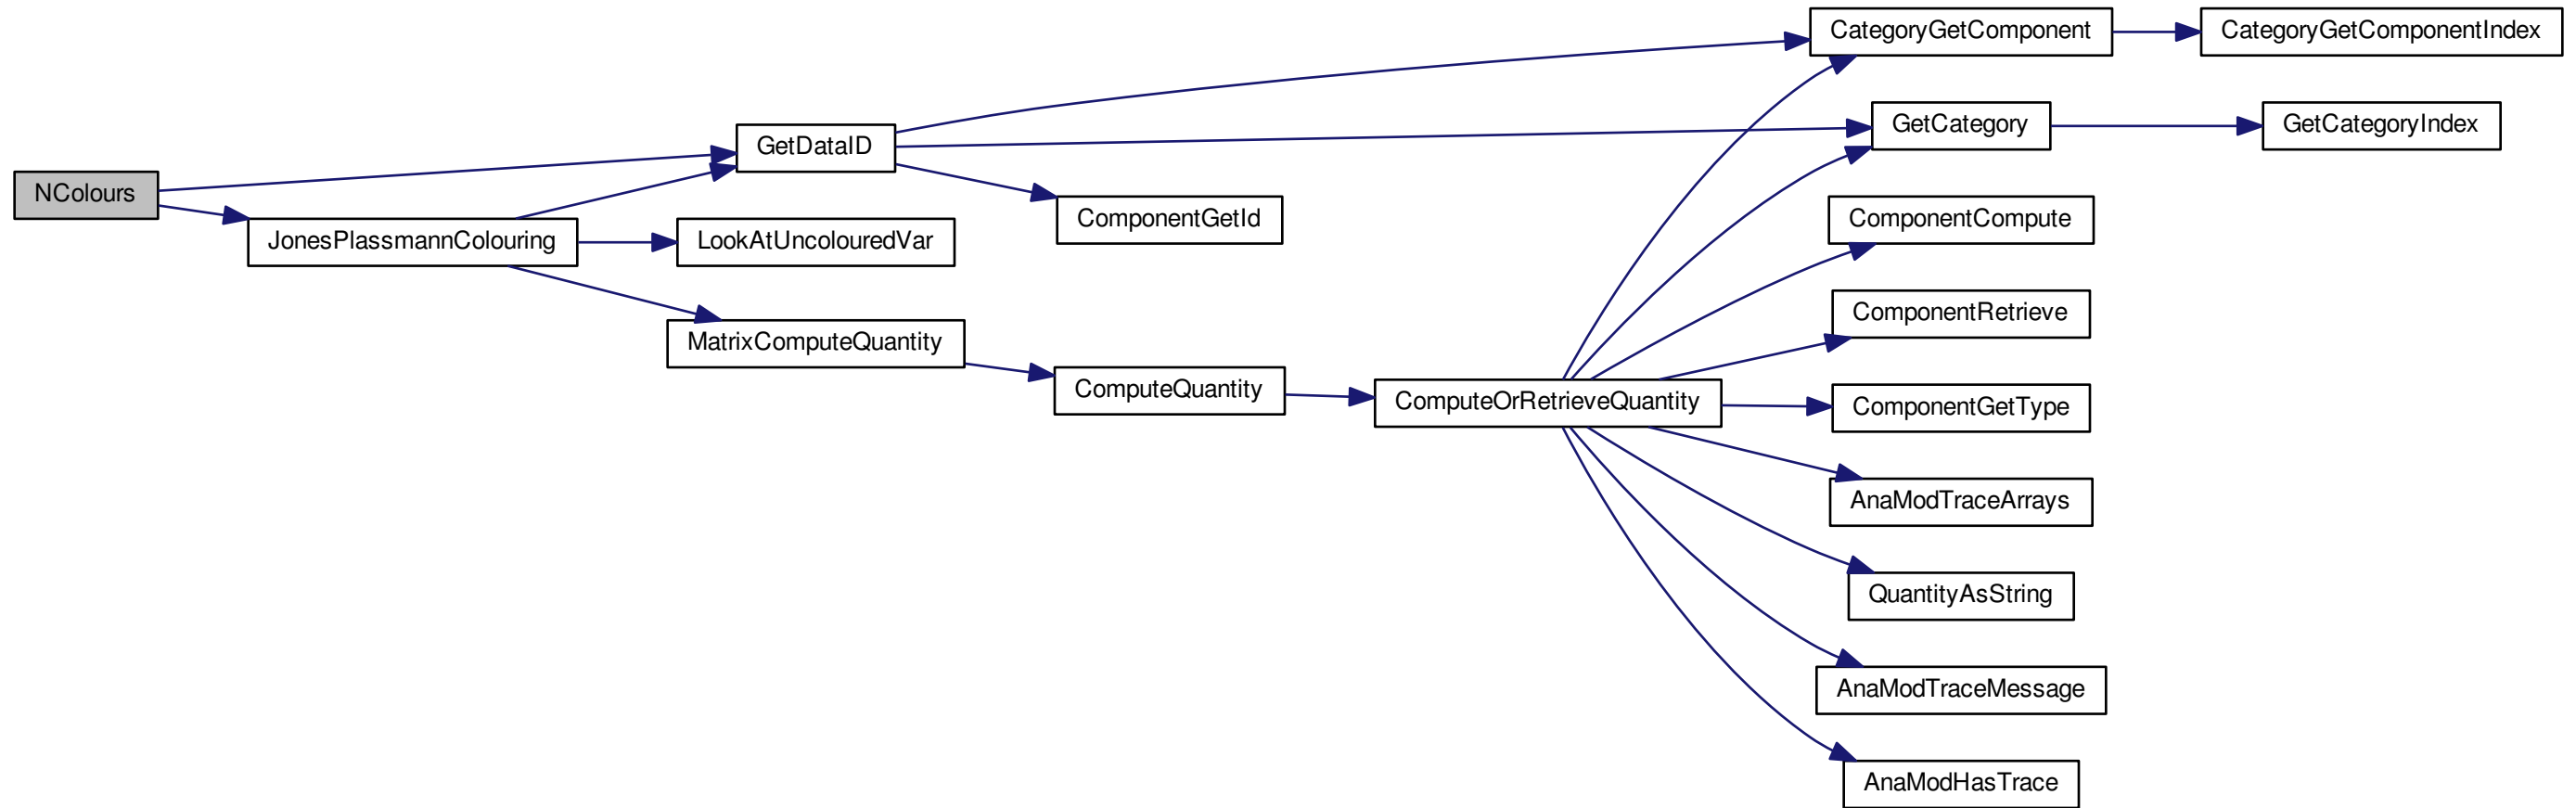 CategoryGetComponent
CategoryGetComponentIndex
GetDataID
GetCategory
GetCategoryIndex
NColours
ComponentGetId
ComponentCompute
JonesPlassmannColouring
LookAtUncolouredVar
ComponentRetrieve
MatrixComputeQuantity
ComputeQuantity
ComputeOrRetrieveQuantity
ComponentGetType
AnaModTraceArrays
QuantityAsString
AnaModTraceMessage
AnaModHasTrace